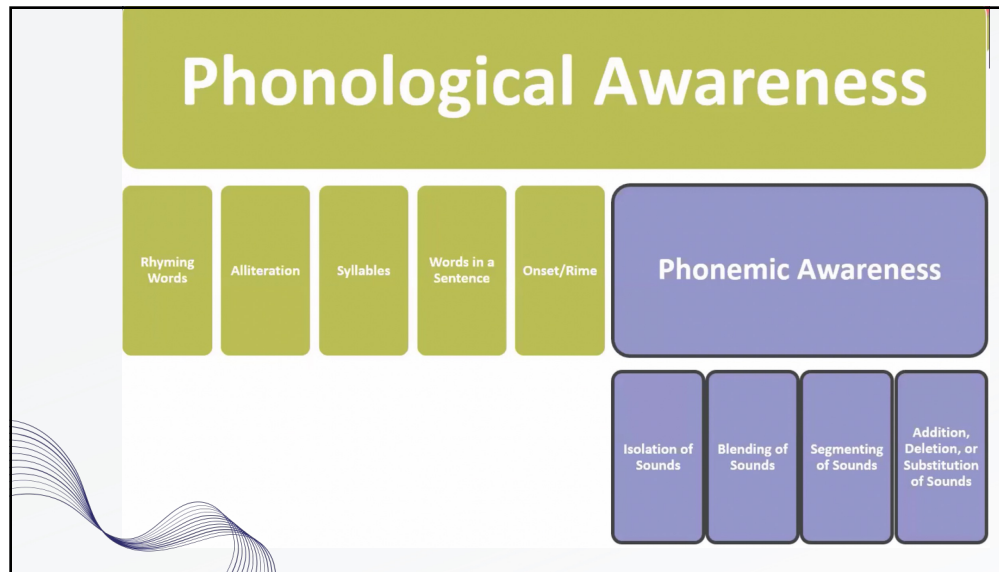 Phonological Awareness
Rhyming
Words
Alliteration
Syllables
Words in a
Sentence
Onset/Rime
Phonemic Awareness
Isolation of
Sounds
Blending of
Sounds
Segmenting
of Sounds
Addition,
Deletion, or
Substitution
of Sounds